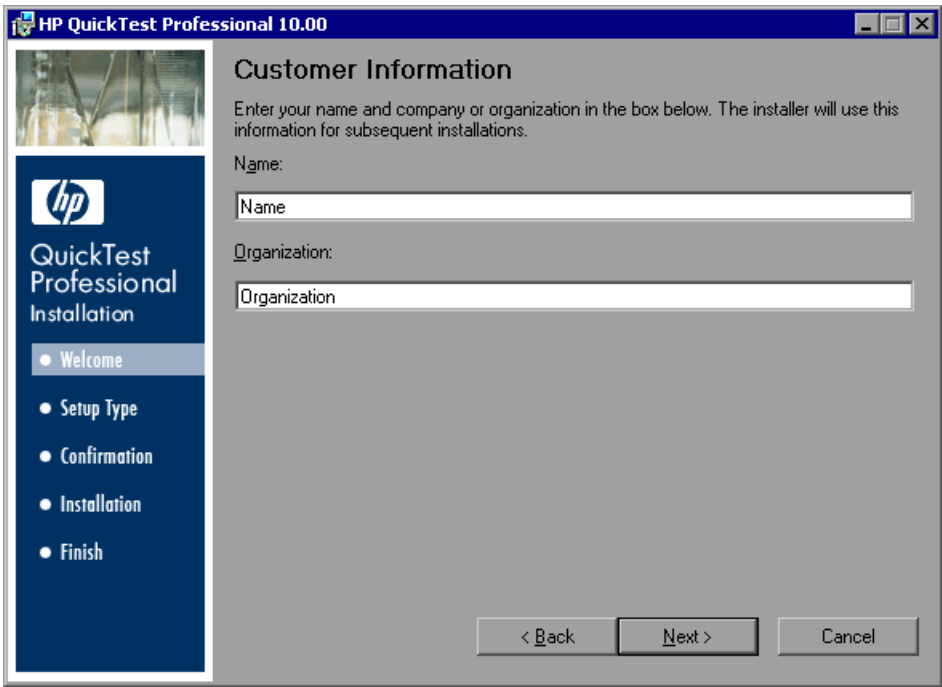 HP QuickTest Professional 10.00
Customer Information
Enter your name and company or organization in the box below. The installer will use this
information for subsequent installations.
Name:
Name
Organization:
Organization
hp
QuickTest
Professional
Installation
Welcome
Setup Type
Confirmation
Installation
Finish
< Back
Next >
Cancel